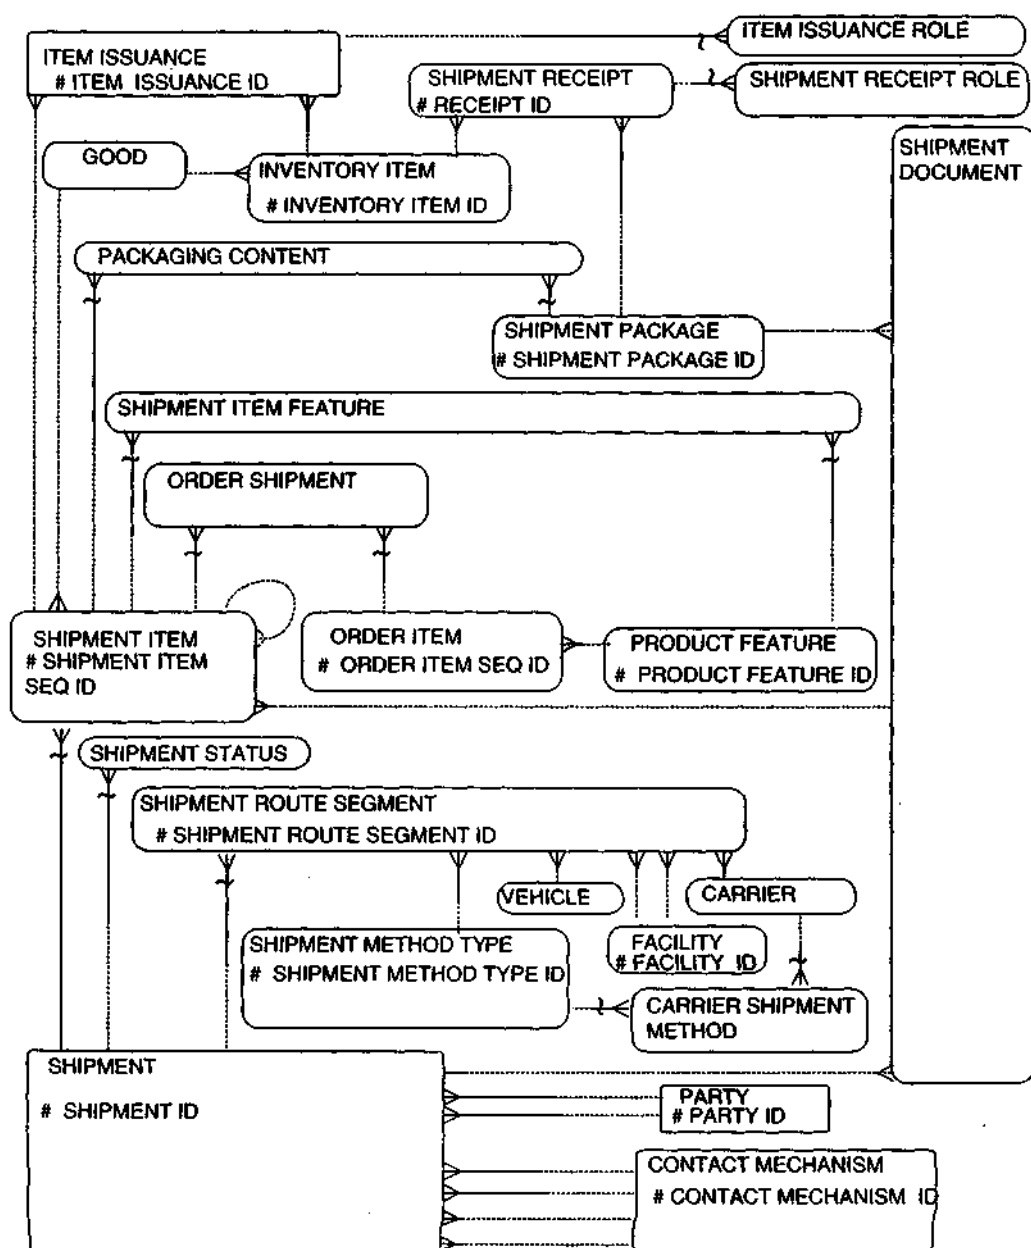 ITEM ISSUANCE ROLE
ITEM ISSUANCE
# ITEM ISSUANCE ID
SHIPMENT RECEIPT
# RECEIPT ID
SHIPMENT RECEIPT ROLE
SHIPMENT
DOCUMENT
GOOD
INVENTORY ITEM
# INVENTORY ITEM ID
PACKAGING CONTENT
SHIPMENT PACKAGE
# SHIPMENT PACKAGE ID
SHIPMENT ITEM FEATURE
ORDER SHIPMENT
SHIPMENT ITEM
# SHIPMENT ITEM
SEQ ID
ORDER ITEM
# ORDER ITEM SEQ ID
PRODUCT FEATURE
# PRODUCT FEATURE ID
SHIPMENT STATUS
SHIPMENT ROUTE SEGMENT
# SHIPMENT ROUTE SEGMENT ID
VEHICLE
CARRIER
SHIPMENT METHOD TYPE
# SHIPMENT METHOD TYPE ID
FACILITY
# FACILITY ID
CARRIER SHIPMENT
METHOD
SHIPMENT
# SHIPMENT ID
PARTY
# PARTY ID
CONTACT MECHANISM
# CONTACT MECHANISM ID